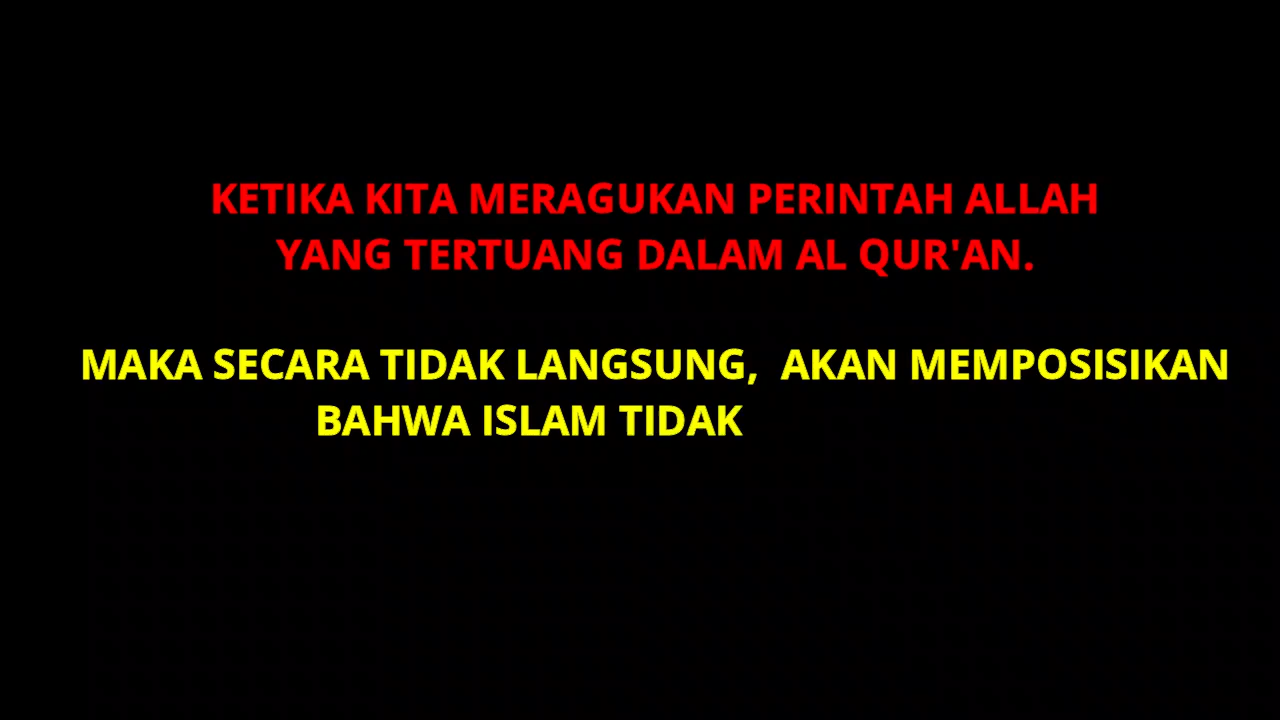 KETIKA KITA MERAGUKAN PERINTAH ALLAH
YANG TERTUANG DALAM AL QUR'AN.
MAKA SECARA TIDAK LANGSUNG,  AKAN MEMPOSISIKAN
BAHWA ISLAM TIDAK